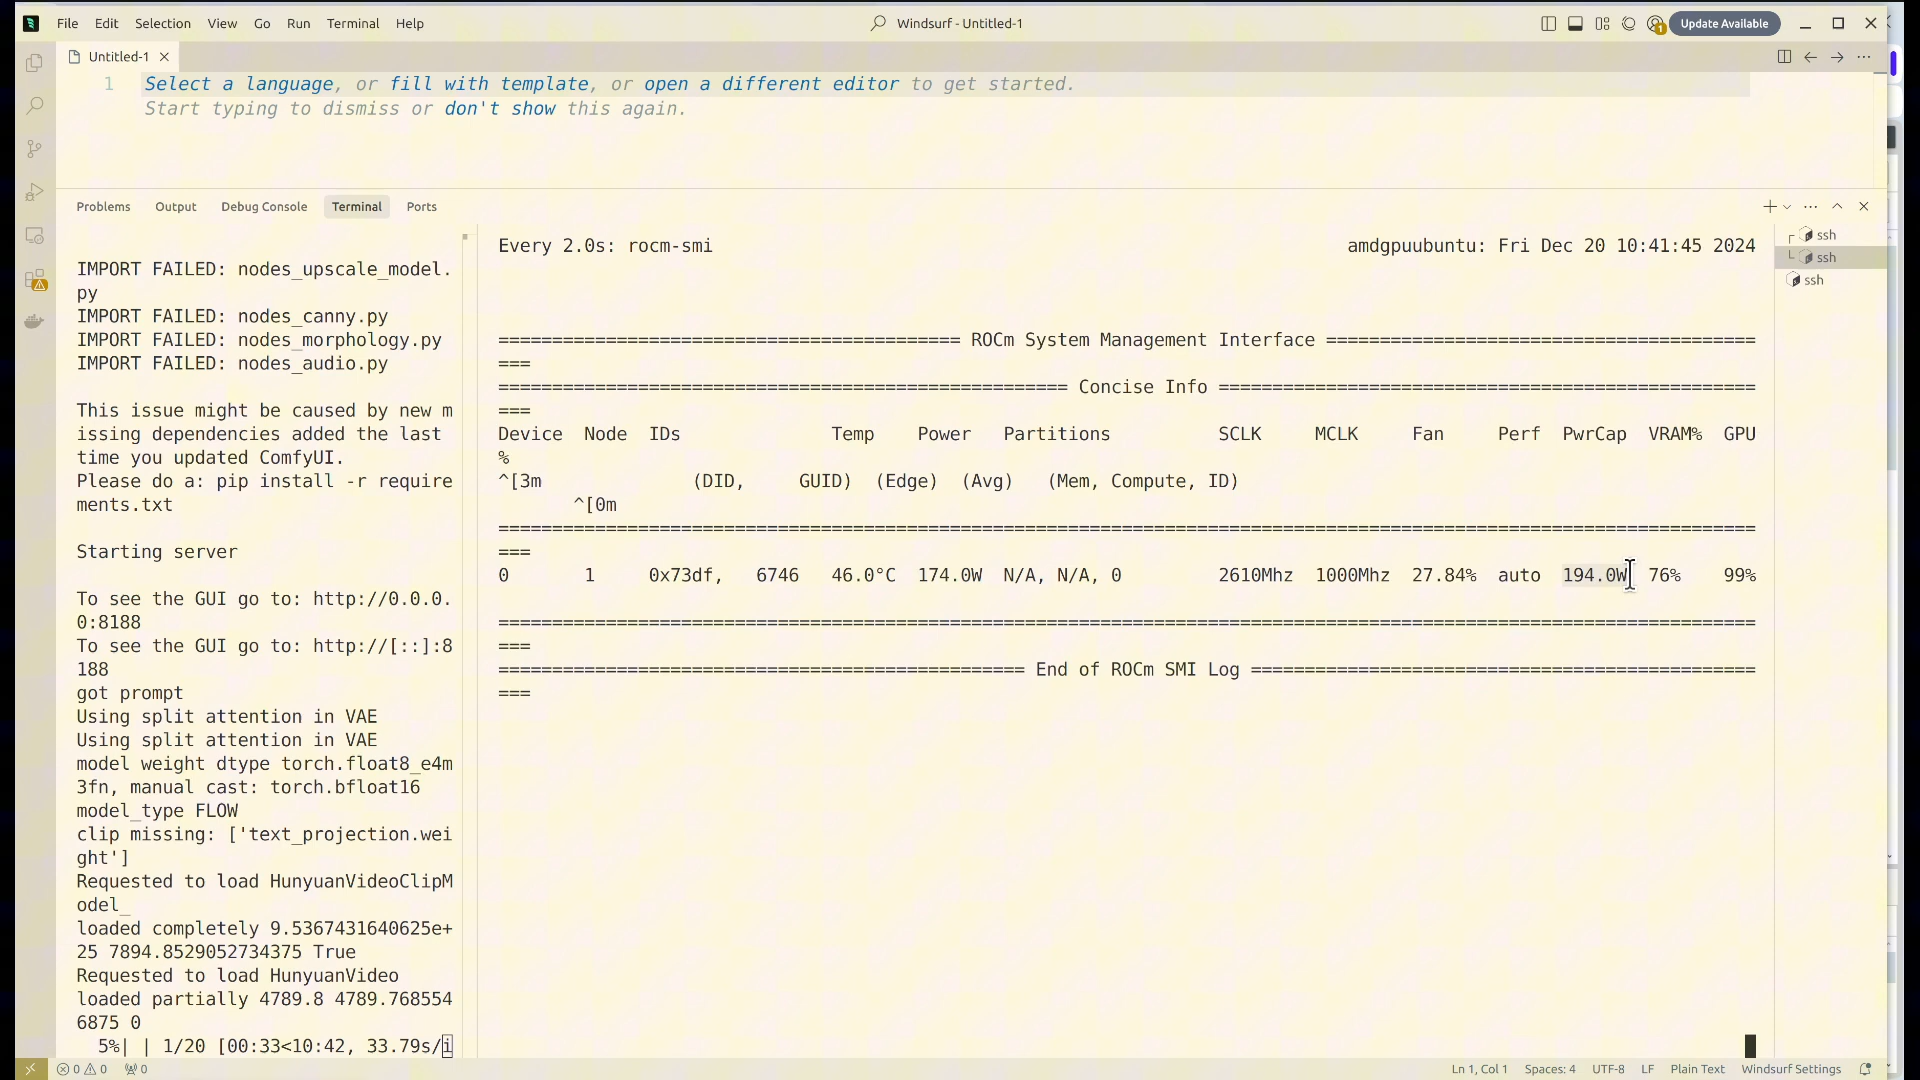 File Edit Selection View Go Run Terminal Help
Windsurf - Untitled-1
1
Update Available
Untitled-1
1 Select a language, or fill with template, or open a different editor to get started.
Start typing to dismiss or don't show this again.
Problems Output Debug Console Terminal Ports
IMPORT FAILED: nodes_upscale_model.
py
IMPORT FAILED: nodes_canny.py
IMPORT FAILED: nodes_morphology.py
IMPORT FAILED: nodes_audio.py
This issue might be caused by new m
issing dependencies added the last
time you updated ComfyUI.
Please do a: pip install -r require
ments.txt
Starting server
To see the GUI go to: http://0.0.0.
0:8188
To see the GUI go to: http://[::]:8
188
got prompt
Using split attention in VAE
Using split attention in VAE
model weight dtype torch.float8_e4m
3fn, manual cast: torch.bfloat16
model_type FLOW
clip missing: ['text_projection.wei
ght']
Requested to load HunyuanVideoClipM
odel_
loaded completely 9.5367431640625e+
25 7894.8529052734375 True
Requested to load HunyuanVideo
loaded partially 4789.8 4789.768554
6875 0
5%| | 1/20 [00:33<10:42, 33.79s/i
Every 2.0s: rocm-smi amdgpuubuntu: Fri Dec 20 10:41:45 2024
=========================================== ROCm System Management Interface ========================================
===
===================================================== Concise Info ==================================================
===
Device Node IDs Temp Power Partitions SCLK MCLK Fan Perf PwrCap VRAM% GPU
%
^[3m (DID, GUID) (Edge) (Avg) (Mem, Compute, ID)
^[0m
=====================================================================================================================
===
0 1 0x73df, 6746 46.0°C 174.0W N/A, N/A, 0 2610Mhz 1000Mhz 27.84% auto 194.0W 76% 99%
=====================================================================================================================
===
================================================= End of ROCm SMI Log ===============================================
===
ssh
ssh
ssh
0 0 0
Ln 1, Col 1 Spaces: 4 UTF-8 LF Plain Text Windsurf Settings